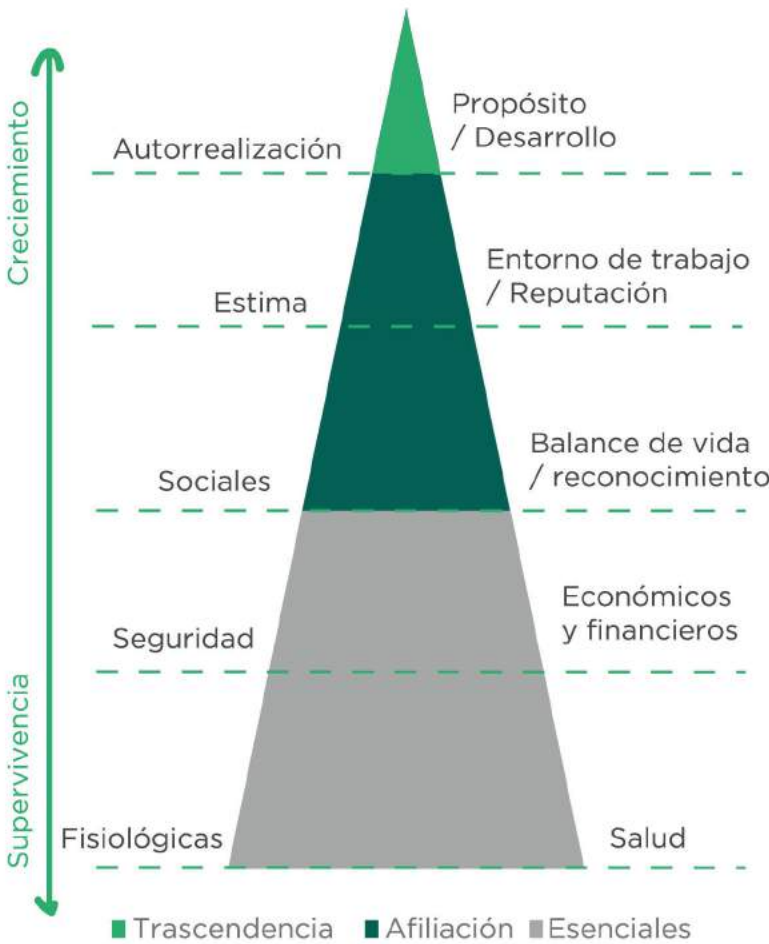 Creciemiento
Propósito
/ Desarrollo
Autorrealización
Entorno de trabajo
/ Reputación
Estima
Balance de vida
/ reconocimiento
Sociales
Económicos
y financieros
Seguridad
Supervivencia
Fisiológicas
Salud
Trascendencia
Afiliación
Esenciales